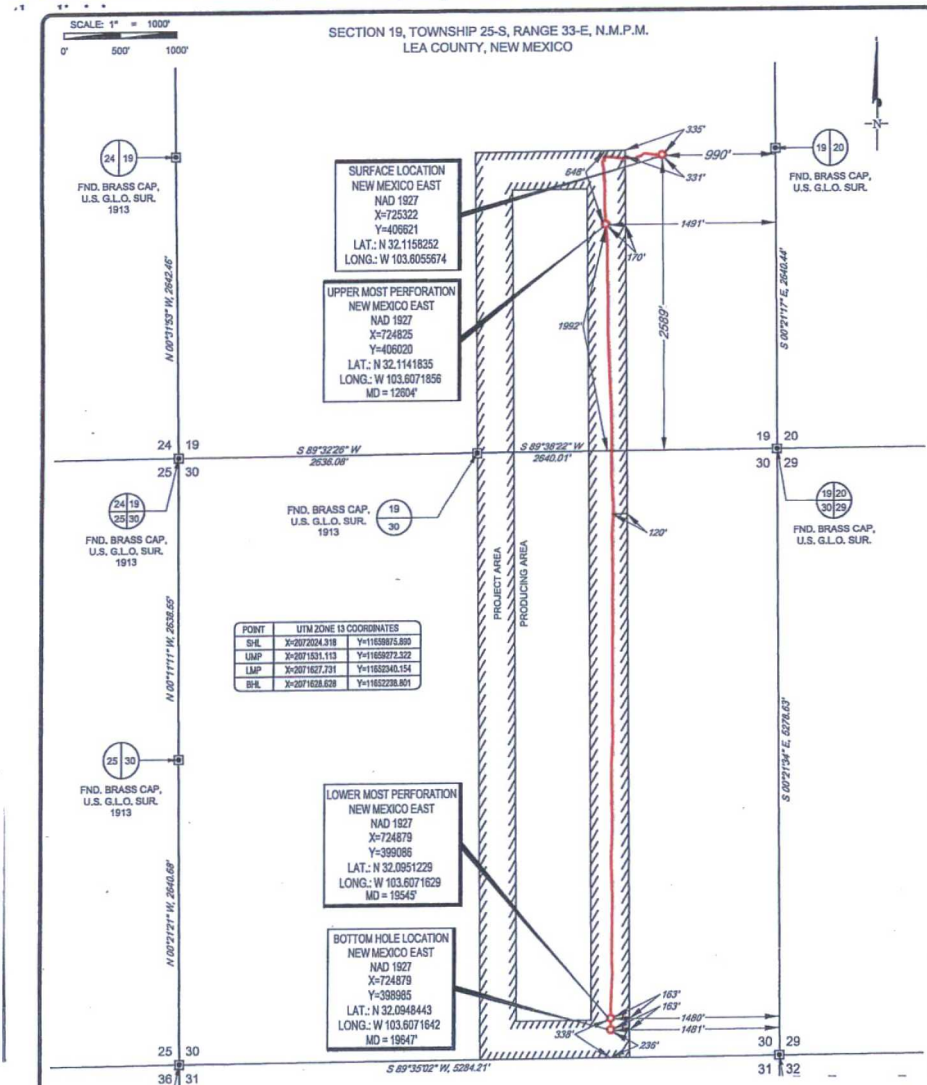 SCALE: 1" = 1000'
0' 500' 1000'
SECTION 19, TOWNSHIP 25-S, RANGE 33-E, N.M.P.M.
LEA COUNTY, NEW MEXICO
N
24 19
FND. BRASS CAP,
U.S. G.L.O. SUR.
1913
19 20
FND. BRASS CAP,
U.S. G.L.O. SUR.
335'
990'
331'
648'
1491'
170'
SURFACE LOCATION
NEW MEXICO EAST
NAD 1927
X=725322
Y=406621
LAT.: N 32.1158252
LONG.: W 103.6055674
UPPER MOST PERFORATION
NEW MEXICO EAST
NAD 1927
X=724825
Y=406020
LAT.: N 32.1141835
LONG.: W 103.6071856
MD = 12604'
N 00°31'53" W, 2642.46'
1992'
2589'
S 00°21'17" E, 2640.44'
24 19
25 30
S 89°32'26" W
2636.08'
S 89°38'22" W
2640.01'
19 20
30 29
24 19
25 30
FND. BRASS CAP,
U.S. G.L.O. SUR.
1913
FND. BRASS CAP,
U.S. G.L.O. SUR.
1913
19
30
19 20
30 29
FND. BRASS CAP,
U.S. G.L.O. SUR.
120'
PROJECT AREA
PRODUCING AREA
N 00°11'11" W, 2638.65'
POINT UTM ZONE 13 COORDINATES
SHL X=2072024.318 Y=11659875.893
UMP X=2071531.113 Y=11659272.322
LMP X=2071627.731 Y=11652340.154
BHL X=2071628.628 Y=11652238.801
25 30
FND. BRASS CAP,
U.S. G.L.O. SUR.
1913
S 00°21'34" E, 5278.63'
LOWER MOST PERFORATION
NEW MEXICO EAST
NAD 1927
X=724879
Y=399086
LAT.: N 32.0951229
LONG.: W 103.6071629
MD = 19545'
N 00°21'21" W, 2640.68'
BOTTOM HOLE LOCATION
NEW MEXICO EAST
NAD 1927
X=724879
Y=398985
LAT.: N 32.0948443
LONG.: W 103.6071642
MD = 19647'
163'
163'
1480'
1481'
338'
236'
25 30
36 31
S 89°35'02" W, 5284.21'
30 29
31 32